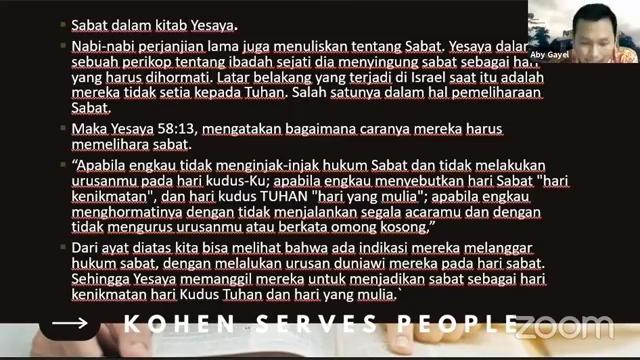 Sabat dalam kitab Yesaya.
Nabi-nabi perjanjian lama juga menuliskan tentang Sabat. Yesaya dalam
sebuah perikop tentang ibadah sejati dia menyingung sabat sebagai hari
yang harus dihormati. Latar belakang yang terjadi di Israel saat itu adalah
mereka tidak setia kepada Tuhan. Salah satunya dalam hal pemeliharaan
Sabat.
Maka Yesaya 58:13, mengatakan bagaimana caranya mereka harus
memelihara sabat.
“Apabila engkau tidak menginjak-injak hukum Sabat dan tidak melakukan
urusanmu pada hari kudus-Ku; apabila engkau menyebutkan hari Sabat "hari
kenikmatan", dan hari kudus TUHAN "hari yang mulia"; apabila engkau
menghormatinya dengan tidak menjalankan segala acaramu dan dengan
tidak mengurus urusanmu atau berkata omong kosong,”
Dari ayat diatas kita bisa melihat bahwa ada indikasi mereka melanggar
hukum sabat, dengan melalukan urusan duniawi mereka pada hari sabat.
Sehingga Yesaya memanggil mereka untuk menjadikan sabat sebagai hari
kenikmatan hari Kudus Tuhan dan hari yang mulia.`
KOHEN SERVES PEOPLE
zoom
Aby Gayel